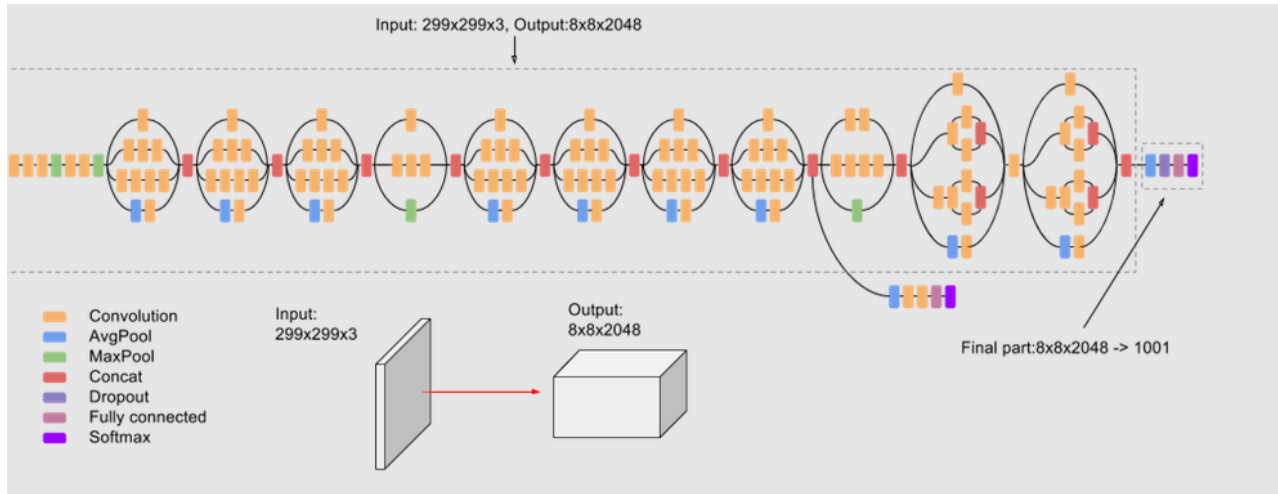 Input: 299x299x3, Output:8x8x2048
Convolution
AvgPool
MaxPool
Concat
Dropout
Fully connected
Softmax
Input:
299x299x3
Output:
8x8x2048
Final part:8x8x2048 -> 1001